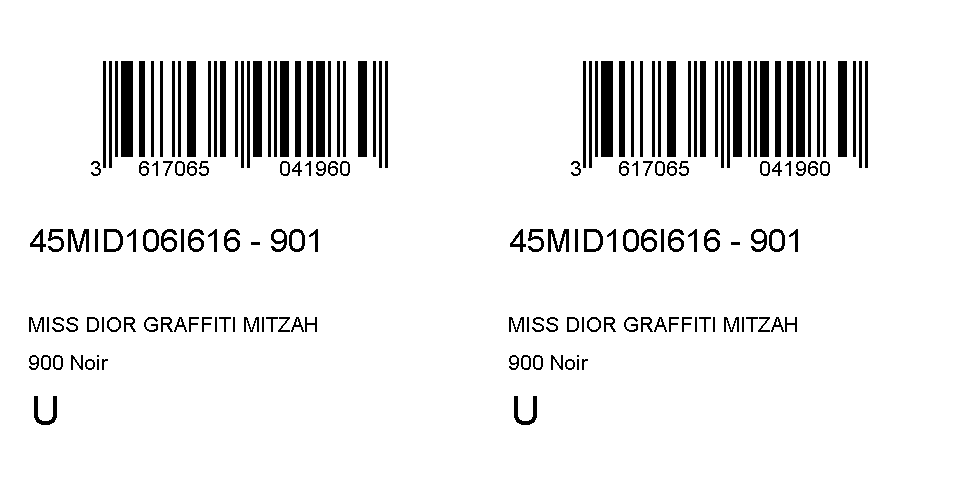 3 617065 041960
45MID106I616 - 901
MISS DIOR GRAFFITI MITZAH
900 Noir
U
3 617065 041960
45MID106I616 - 901
MISS DIOR GRAFFITI MITZAH
900 Noir
U